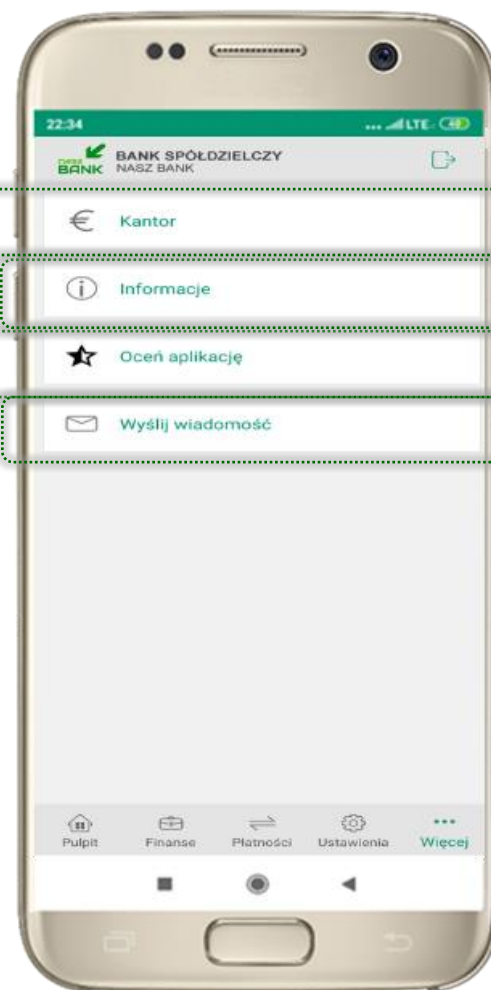 22:34
LTE
NASZ
BANK
BANK SPÓŁDZIELCZY
NASZ BANK
Kantor
Informacje
Oceń aplikację
Wyślij wiadomość
Pulpit Finanse Płatności Ustawienia Więcej